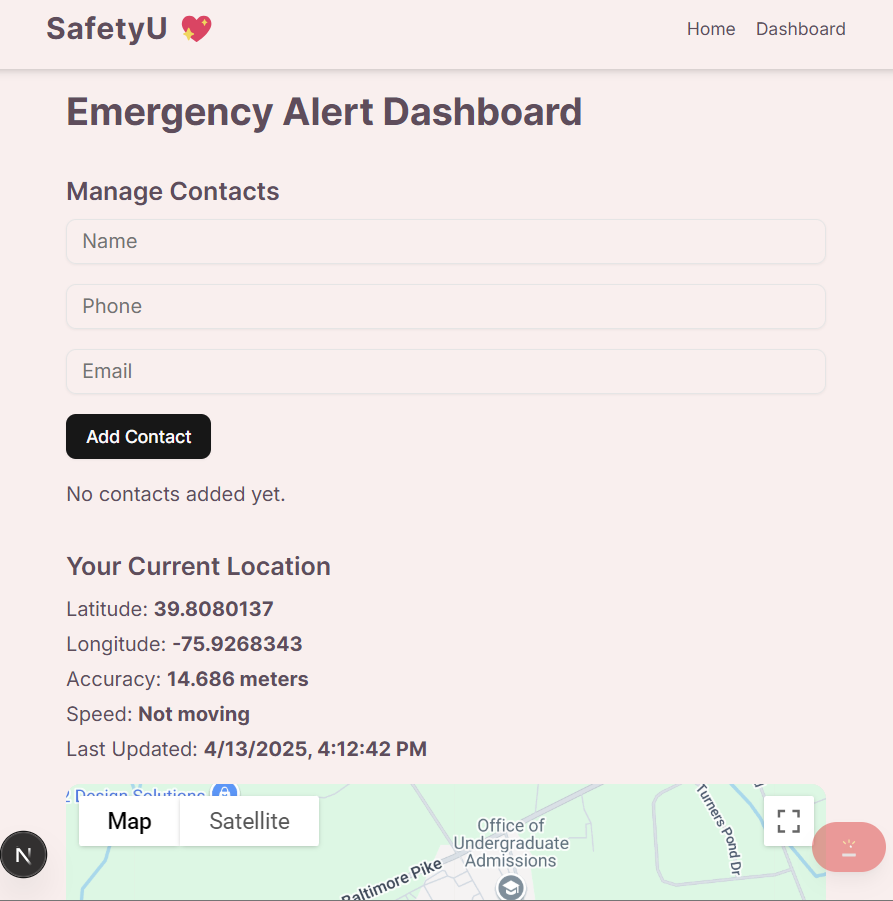 SafetyU 💖
Home Dashboard
Emergency Alert Dashboard
Manage Contacts
Name
Phone
Email
Add Contact
No contacts added yet.
Your Current Location
Latitude: 39.8080137
Longitude: -75.9268343
Accuracy: 14.686 meters
Speed: Not moving
Last Updated: 4/13/2025, 4:12:42 PM
Design Solutions
Map Satellite
Office of
Undergraduate
Admissions
Turners Pond Dr
Baltimore Pike
N